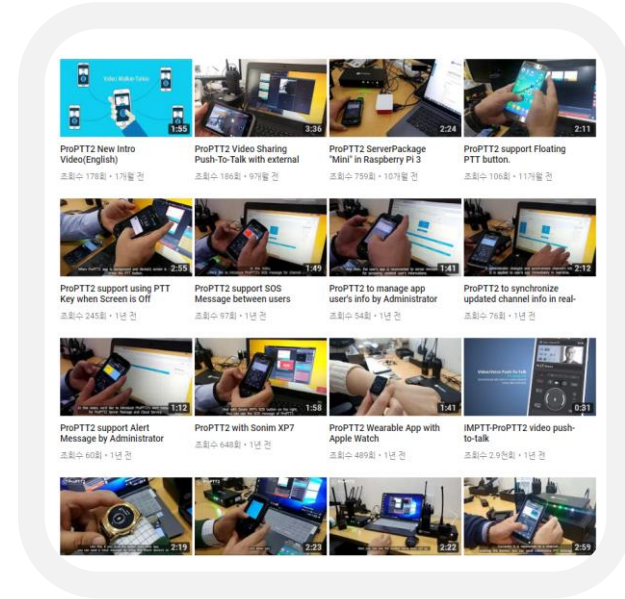 Video Walkie-Talkie
1:55
3:36
2:24
2:11
ProPTT2 New Intro
Video(English)
조회수 178회 • 1개월 전
ProPTT2 Video Sharing
Push-To-Talk with external
조회수 186회 • 9개월 전
ProPTT2 ServerPackage
"Mini" in Raspberry Pi 3
조회수 759회 • 10개월 전
ProPTT2 support Floating
PTT button.
조회수 106회 • 11개월 전
2:55
1:49
1:41
2:12
ProPTT2 support using PTT
Key when Screen is Off
조회수 245회 • 1년 전
ProPTT2 support SOS
Message between users
조회수 97회 • 1년 전
ProPTT2 to manage app
user's info by Administrator
조회수 54회 • 1년 전
ProPTT2 to synchronize
updated channel info in real-
조회수 76회 • 1년 전
1:12
1:58
1:41
Video/Voice Push-To-Talk
0:31
ProPTT2 support Alert
Message by Administrator
조회수 60회 • 1년 전
ProPTT2 with Sonim XP7
조회수 648회 • 1년 전
ProPTT2 Wearable App with
Apple Watch
조회수 489회 • 1년 전
IMPTT-ProPTT2 video push-
to-talk
조회수 2.9천회 • 1년 전
2:19
2:23
2:22
2:59